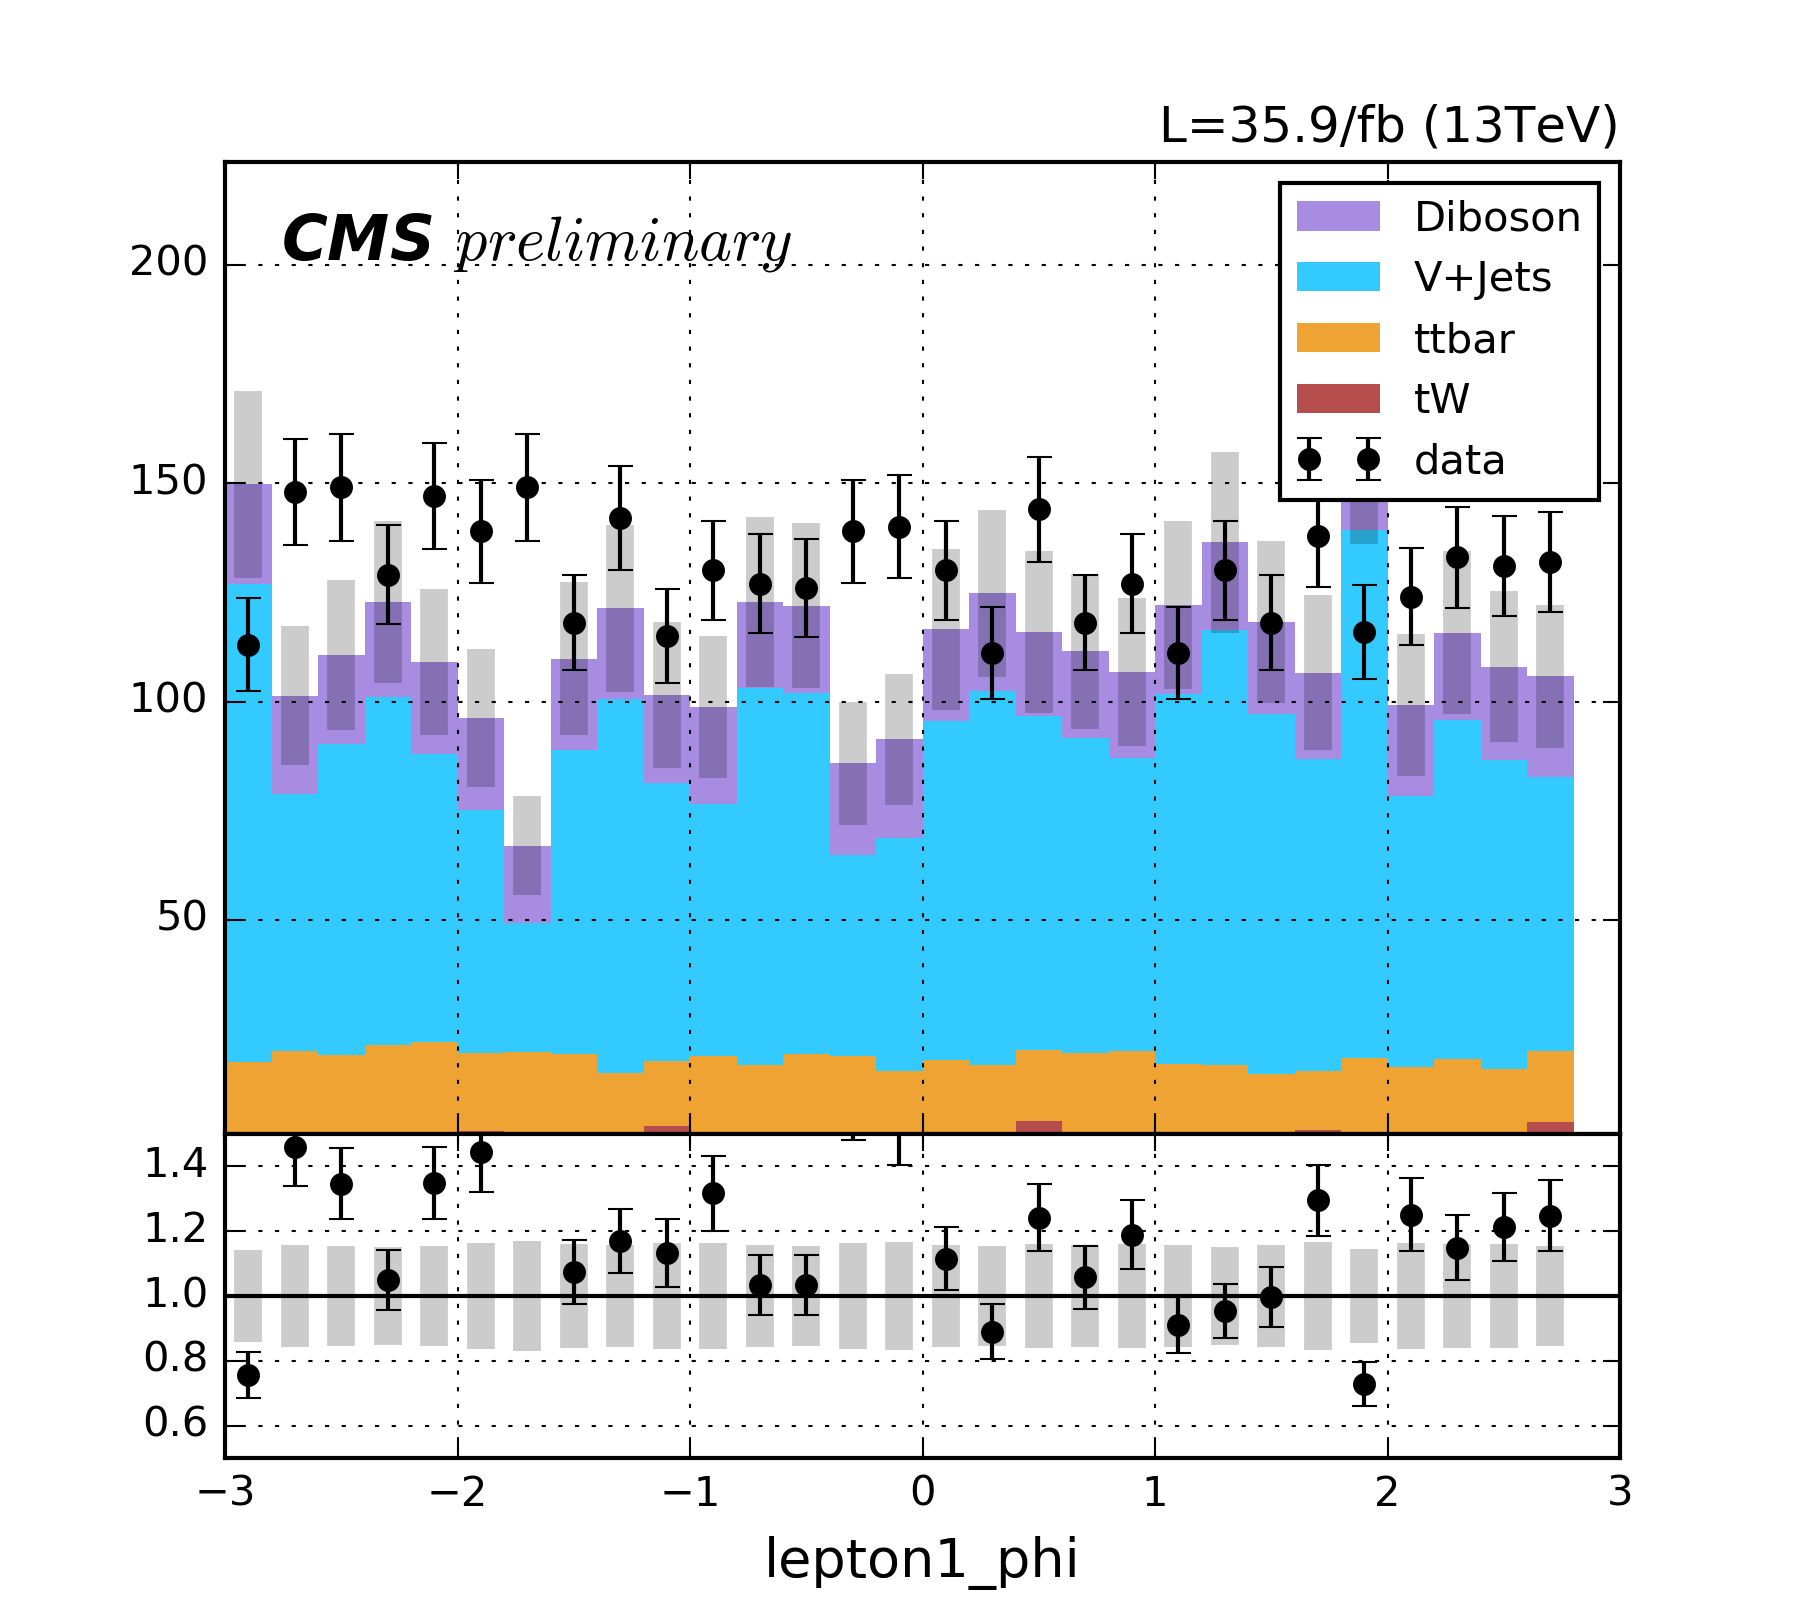 L=35.9/fb (13TeV)
CMS preliminary
Diboson
V+Jets
ttbar
tW
data
200
150
100
50
1.4
1.2
1.0
0.8
0.6
−3 −2 −1 0 1 2 3
lepton1_phi